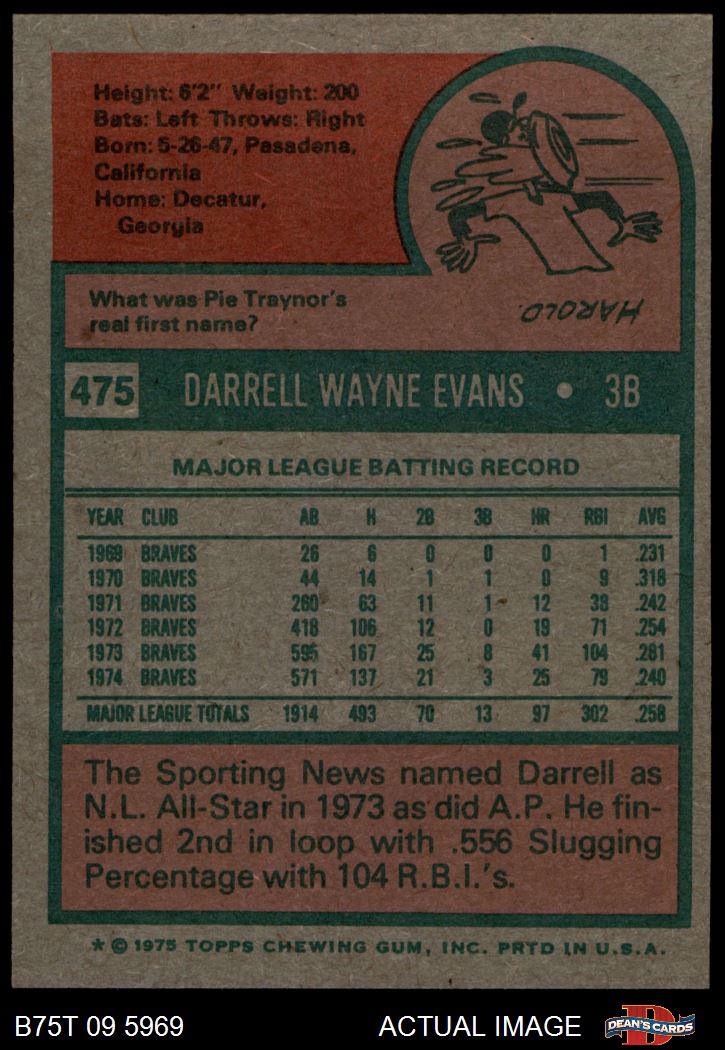 Height: 6'2" Weight: 200
Bats: Left Throws: Right
Born: 5-26-47, Pasadena,
California
Home: Decatur,
Georgia
What was Pie Traynor's
real first name?
HAROLD.
475 DARRELL WAYNE EVANS • 3B
MAJOR LEAGUE BATTING RECORD
YEAR CLUB AB H 2B 3B HR RBI AVG
1969 BRAVES 26 6 0 0 0 1 .231
1970 BRAVES 44 14 1 1 0 9 .318
1971 BRAVES 260 63 11 1 12 38 .242
1972 BRAVES 418 106 12 0 19 71 .254
1973 BRAVES 595 167 25 8 41 104 .281
1974 BRAVES 571 137 21 3 25 79 .240
MAJOR LEAGUE TOTALS 1914 493 70 13 97 302 .258
The Sporting News named Darrell as
N.L. All-Star in 1973 as did A.P. He fin-
ished 2nd in loop with .556 Slugging
Percentage with 104 R.B.I.'s.
* © 1975 TOPPS CHEWING GUM, INC. PRTD IN U.S.A.
B75T 09 5969 ACTUAL IMAGE D DEAN'S CARDS